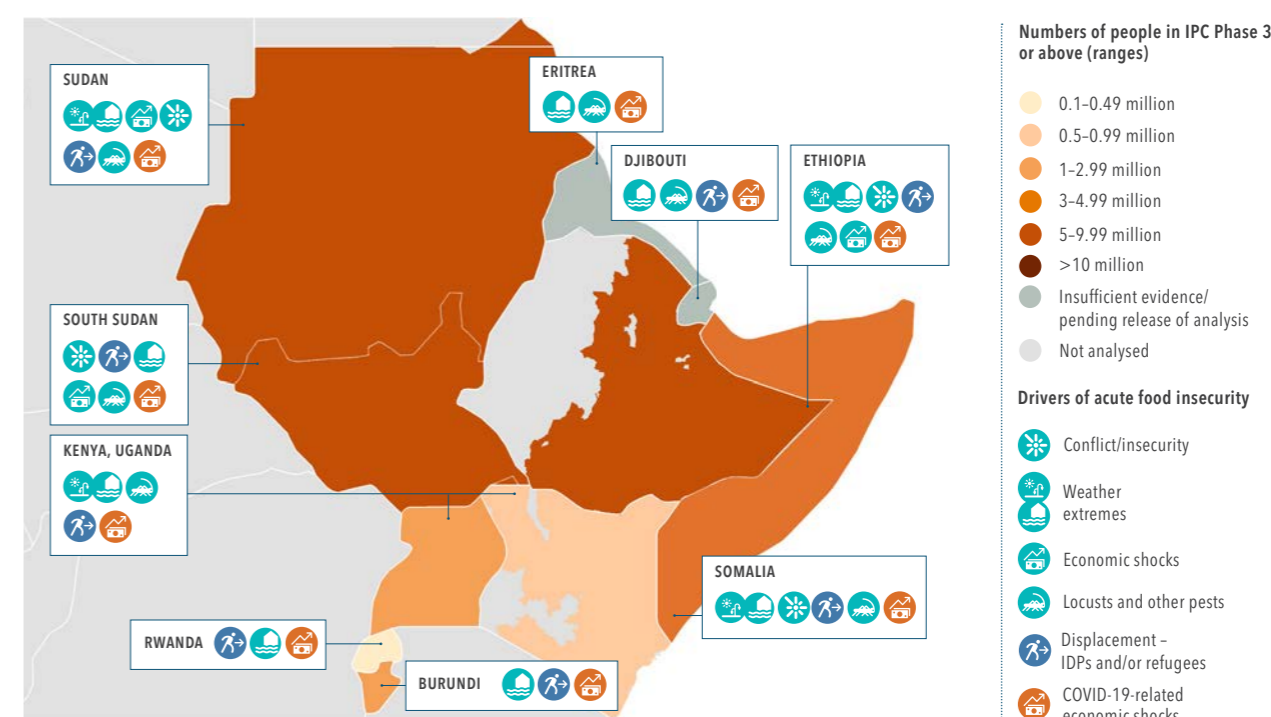 SUDAN
ERITREA
DJIBOUTI
ETHIOPIA
SOUTH SUDAN
KENYA, UGANDA
SOMALIA
RWANDA
BURUNDI
Numbers of people in IPC Phase 3
or above (ranges)
0.1–0.49 million
0.5–0.99 million
1–2.99 million
3–4.99 million
5–9.99 million
>10 million
Insufficient evidence/
pending release of analysis
Not analysed
Drivers of acute food insecurity
Conflict/insecurity
Weather
extremes
Economic shocks
Locusts and other pests
Displacement –
IDPs and/or refugees
COVID-19-related
economic shocks